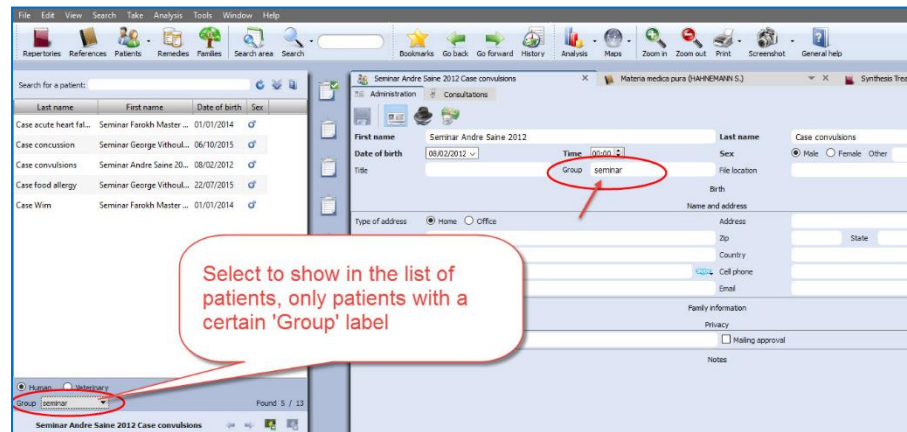 File Edit View Search Take Analysis Tools Window Help
Repertories References Patients Remedies Families Search area Search Bookmarks Go back Go forward History Analysis Maps Zoom in Zoom out Print Screenshot General help
Search for a patient:
Last name First name Date of birth Sex
Case acute heart fal... Seminar Farokh Master ... 01/01/2014
Case concussion Seminar George Vithoul... 06/10/2015
Case convulsions Seminar Andre Saine 20... 08/02/2012
Case food allergy Seminar George Vithoul... 22/07/2015
Case Wim Seminar Farokh Master ... 01/01/2014
Human Veterinary
Group seminar Found 5 / 13
Seminar Andre Saine 2012 Case convulsions
Seminar Andre Saine 2012 Case convulsions Materia medica pura (HAHNEMANN S.) Synthesis Trea
Administration Consultations
First name Seminar Andre Saine 2012 Last name Case convulsions
Date of birth 08/02/2012 Time 00:00 Sex Male Female Other
Title Group seminar File location
Birth
Name and address
Type of address Home Office Address
Zip State
Country
Cell phone
Email
Family information
Privacy
Mailing approval
Notes
Select to show in the list of
patients, only patients with a
certain 'Group' label